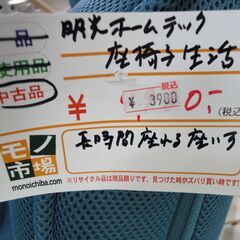 品
明光ホームテック
座椅子生活
使用品
中古品
税込
¥ 3980 0.-
(税込)
長時間座れる座いす
モノ市場
monoichiba.com
※リサイクル品は現品限りです、見つけた時がズバリ買い時です!